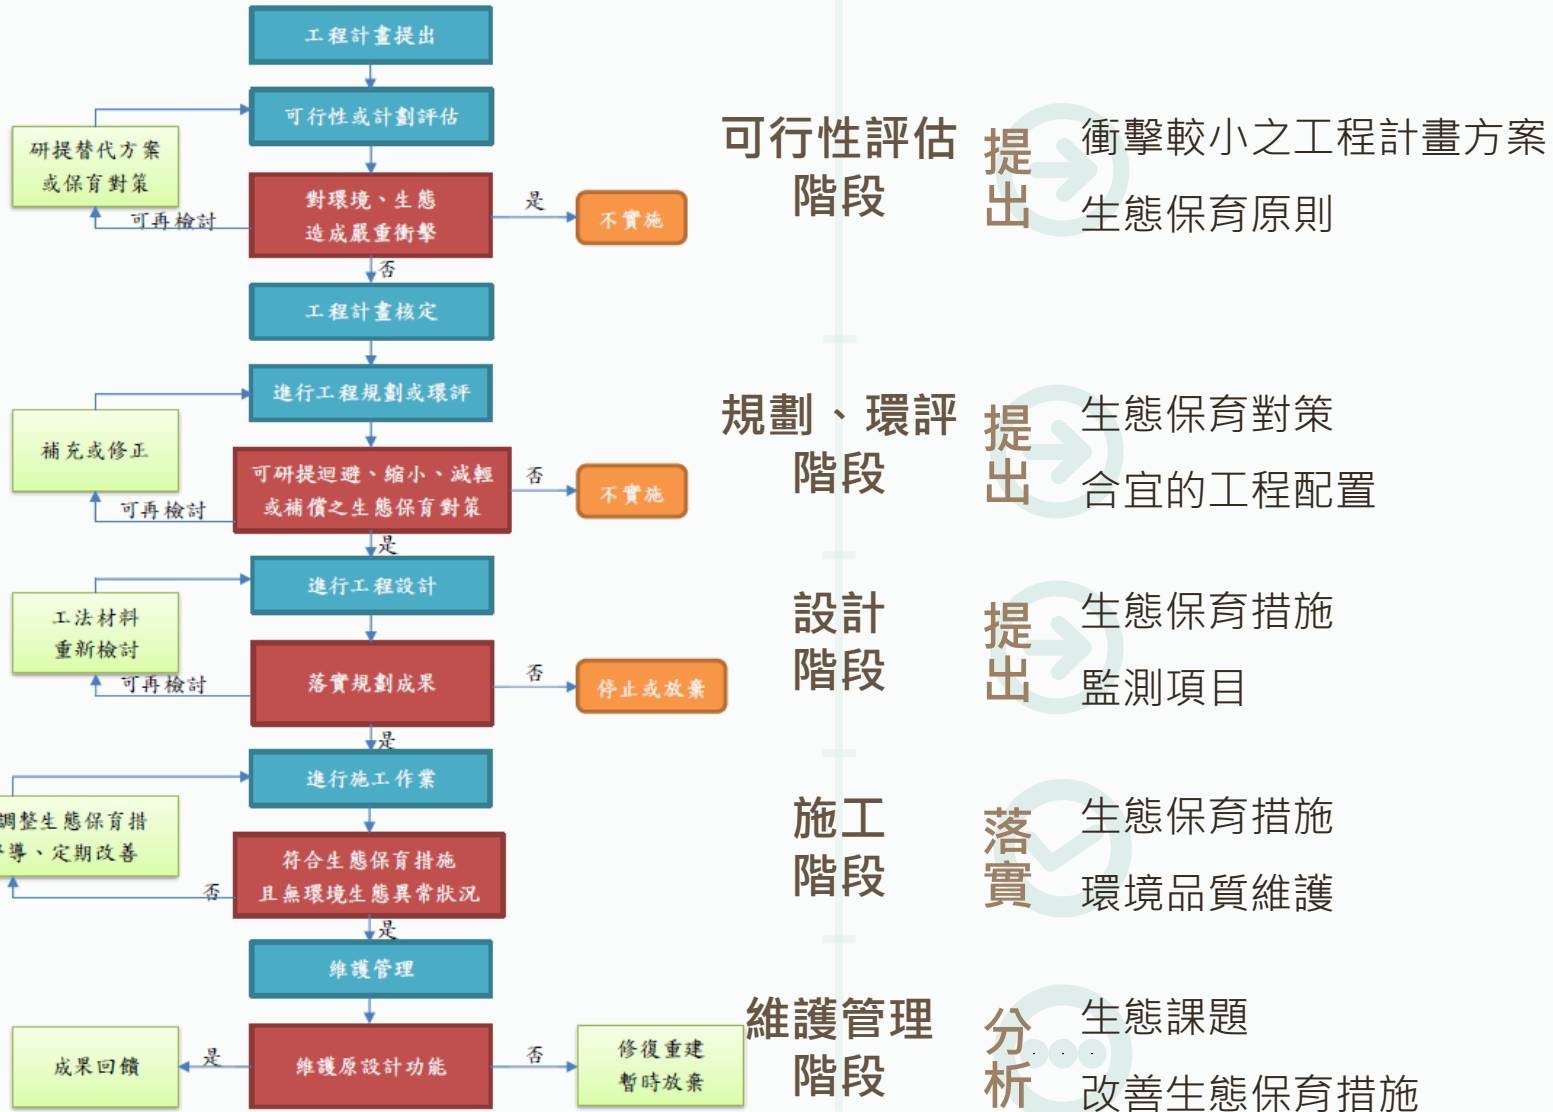 工程計畫提出
可行性或計劃評估
研提替代方案
或保育對策
可再檢討
對環境、生態
造成嚴重衝擊
是
不實施
否
工程計畫核定
進行工程規劃或環評
補充或修正
可再檢討
可研提迴避、縮小、減輕
或補償之生態保育對策
否
不實施
是
進行工程設計
工法材料
重新檢討
可再檢討
落實規劃成果
否
停止或放棄
是
進行施工作業
調整生態保育措
導、定期改善
否
符合生態保育措施
且無環境生態異常狀況
是
維護管理
成果回饋
是
維護原設計功能
否
修復重建
暫時放棄
可行性評估
階段
提出
衝擊較小之工程計畫方案
生態保育原則
規劃、環評
階段
提出
生態保育對策
合宜的工程配置
設計
階段
提出
生態保育措施
監測項目
施工
階段
落實
生態保育措施
環境品質維護
維護管理
階段
分析
生態課題
改善生態保育措施